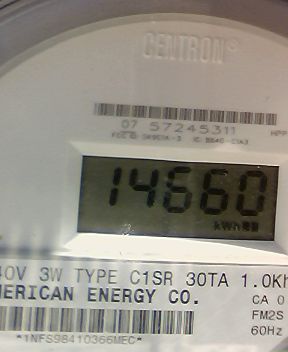 CENTRON®
07 57245311
HPP
14660
kWh
40V 3W TYPE C1SR 30TA 1.0Kh
MERICAN ENERGY CO.
CA 0
FM2S
60Hz
*1NFS98410366MEC*